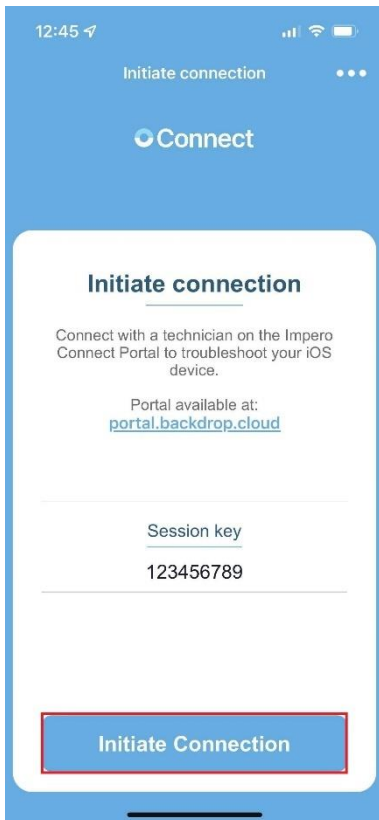 12:45
Initiate connection
Connect
Initiate connection
Connect with a technician on the Impero
Connect Portal to troubleshoot your iOS
device.
Portal available at:
portal.backdrop.cloud
Session key
123456789
Initiate Connection